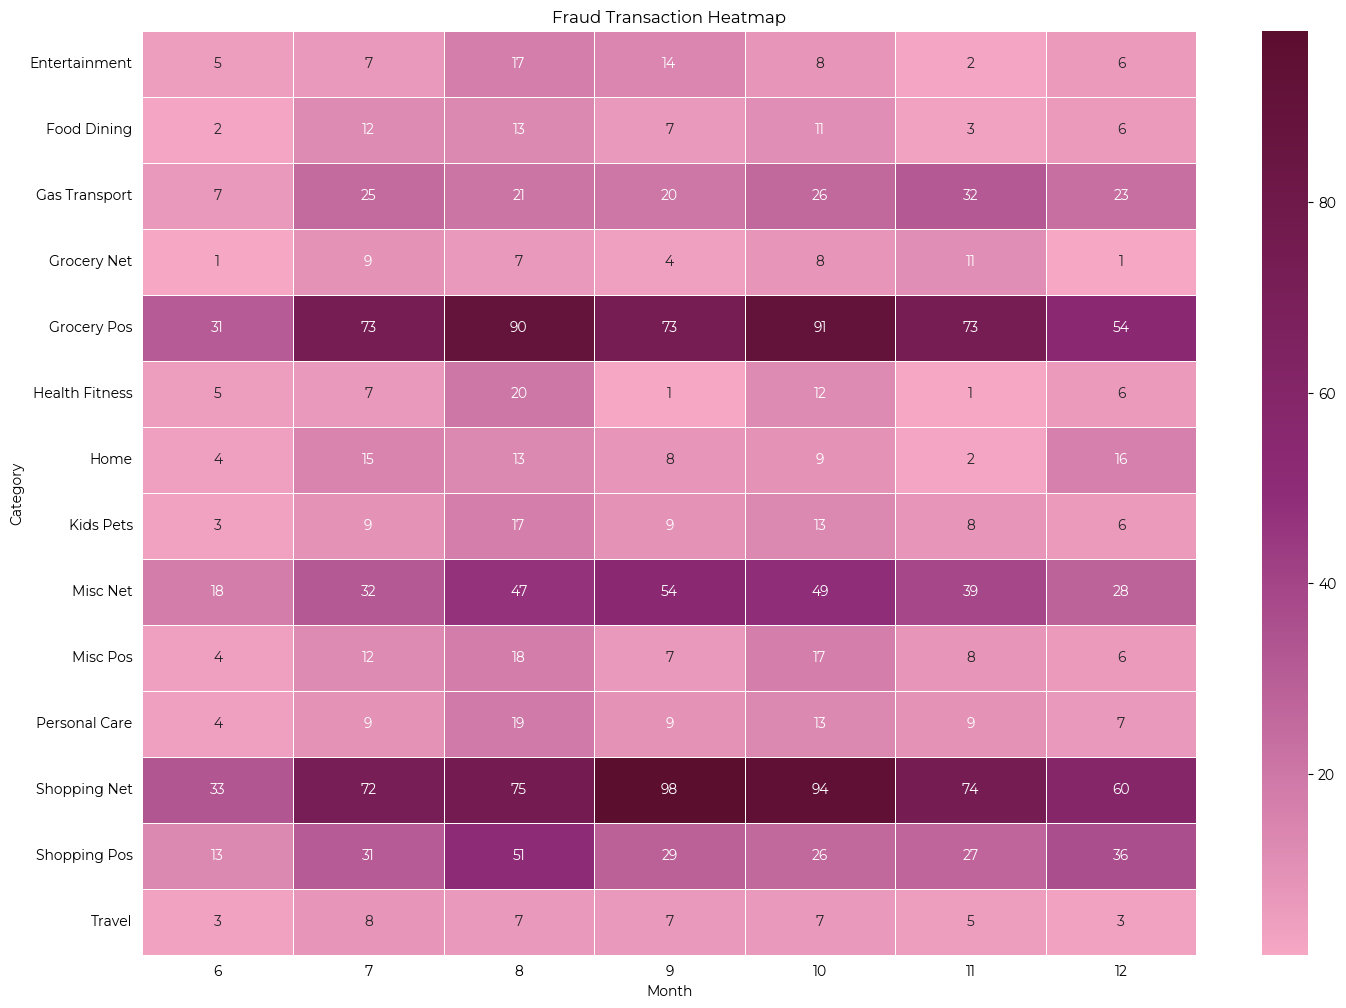 Fraud Transaction Heatmap
Category
Entertainment 5 7 17 14 8 2 6
Food Dining 2 12 13 7 11 3 6
Gas Transport 7 25 21 20 26 32 23
Grocery Net 1 9 7 4 8 11 1
Grocery Pos 31 73 90 73 91 73 54
Health Fitness 5 7 20 1 12 1 6
Home 4 15 13 8 9 2 16
Kids Pets 3 9 17 9 13 8 6
Misc Net 18 32 47 54 49 39 28
Misc Pos 4 12 18 7 17 8 6
Personal Care 4 9 19 9 13 9 7
Shopping Net 33 72 75 98 94 74 60
Shopping Pos 13 31 51 29 26 27 36
Travel 3 8 7 7 7 5 3
6 7 8 9 10 11 12
Month
80
60
40
20